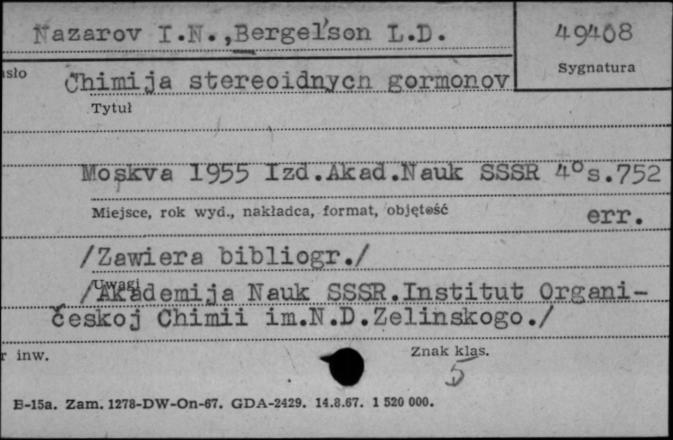 Nazarov I.N.,Bergel'son L.D.
49408
Sygnatura
asło
Chimija stereoidnych gormonov
Tytuł
Moskva 1955 Izd.Akad.Nauk SSSR 4°s.752
Miejsce, rok wyd., nakładca, format, objętość
err.
/Zawiera bibliogr./
Uwagi
/Akademija Nauk SSSR.Institut Organi-
českoj Chimii im.N.D.Zelinskogo./
r inw.
Znak klas.
5
E-15a. Zam. 1278-DW-On-67. GDA-2429. 14.8.67. 1 520 000.